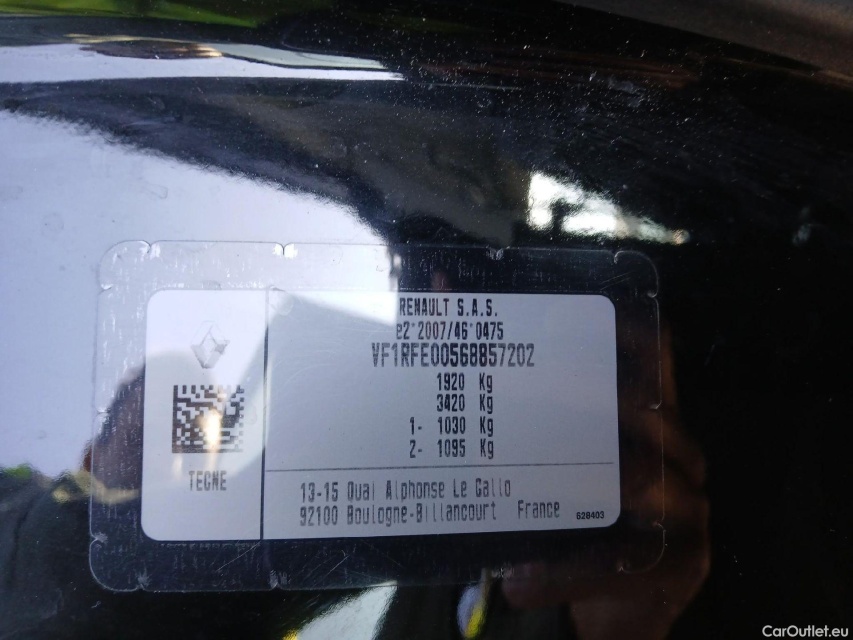 RENAULT S.A.S.
e2*2007/46*0475
VF1RFE00568857202
1920 Kg
3420 Kg
1- 1030 Kg
2- 1095 Kg
TEGNE
13-15 Quai Alphonse Le Gallo
92100 Boulogne-Billancourt France
628403
CarOutlet.eu